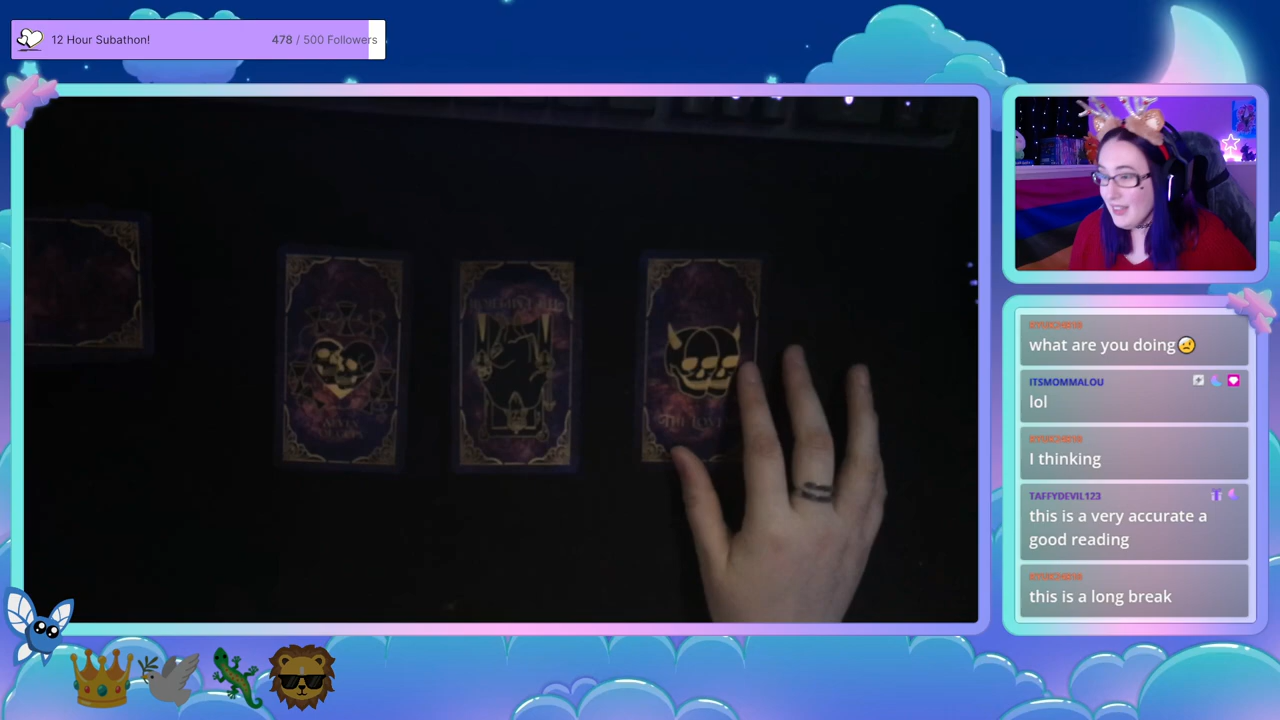 12 Hour Subathon!
478 / 500 Followers
what are you doing
ITSMOMMALOU
lol
I thinking
TAFFYDEVIL123
this is a very accurate a
good reading
this is a long break